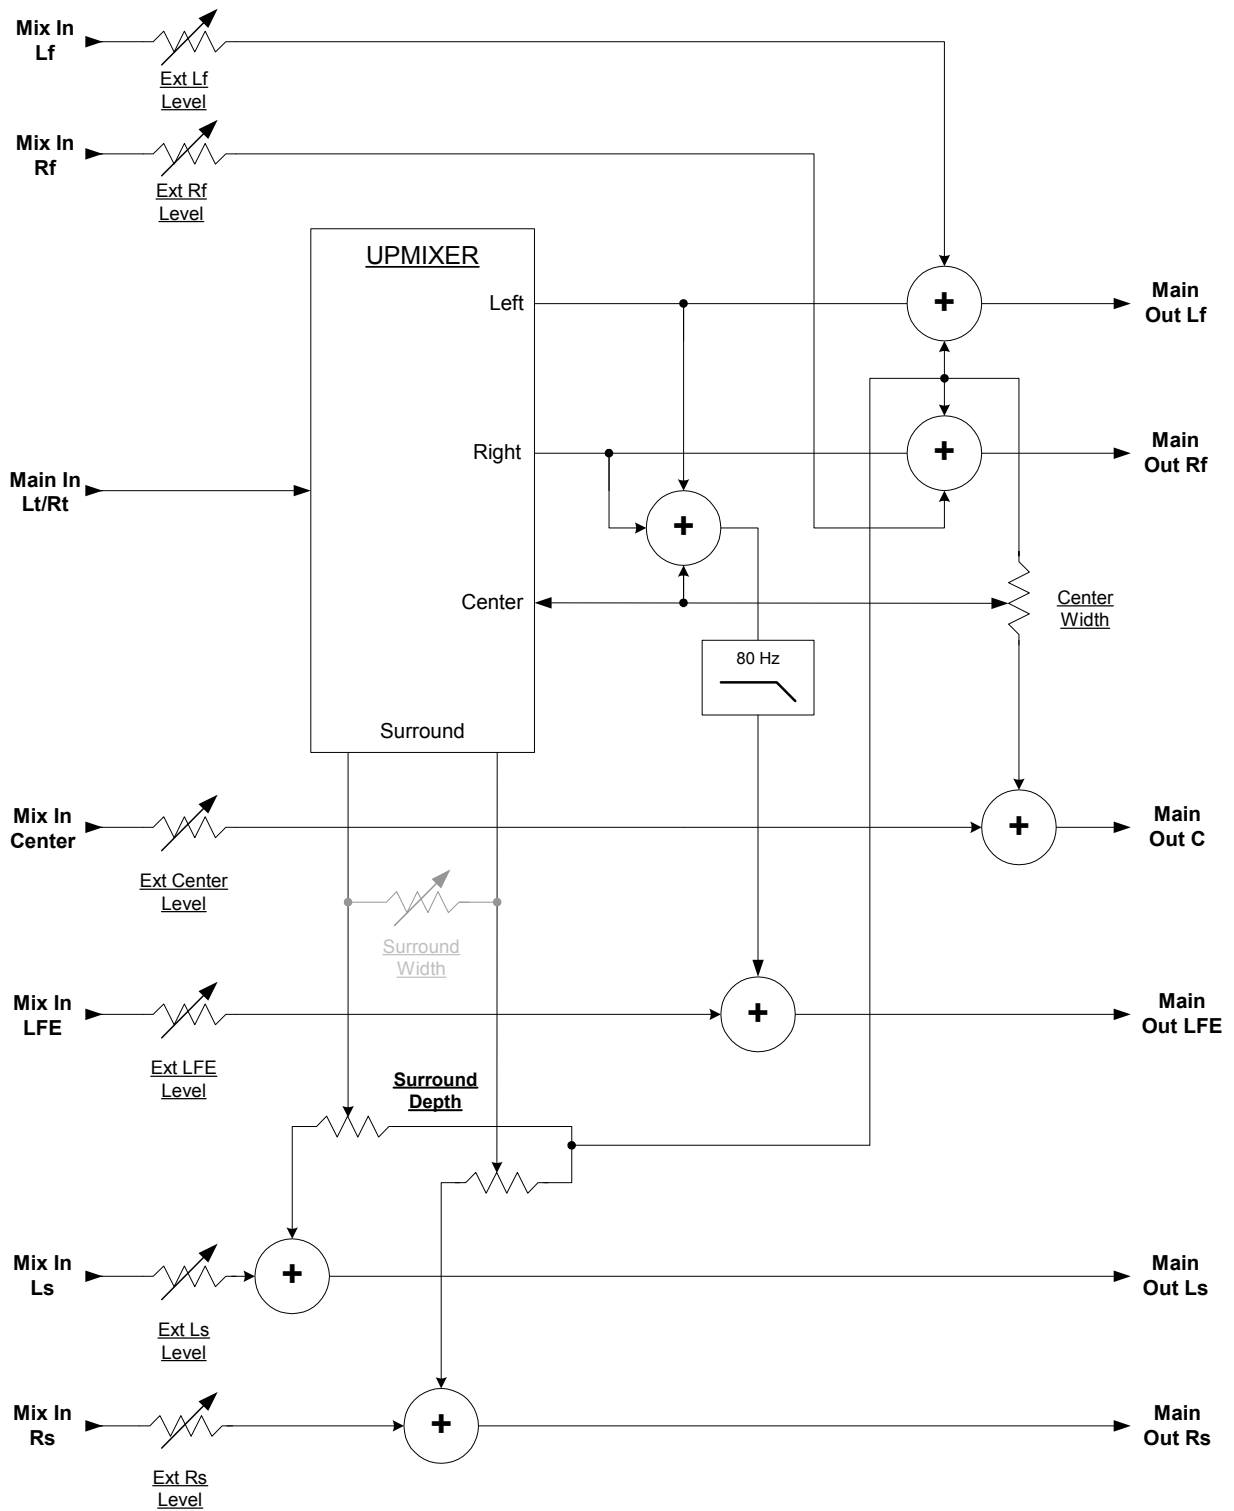 Mix In
Lf
Ext Lf
Level
Mix In
Rf
Ext Rf
Level
UPMIXER
Left
+
Main
Out Lf
Right
+
Main
Out Rf
Main In
Lt/Rt
+
Center
Center
Width
80 Hz
Surround
Mix In
Center
+
Main
Out C
Ext Center
Level
Surround
Width
Mix In
LFE
+
Main
Out LFE
Ext LFE
Level
Surround
Depth
Mix In
Ls
+
Main
Out Ls
Ext Ls
Level
Mix In
Rs
+
Main
Out Rs
Ext Rs
Level